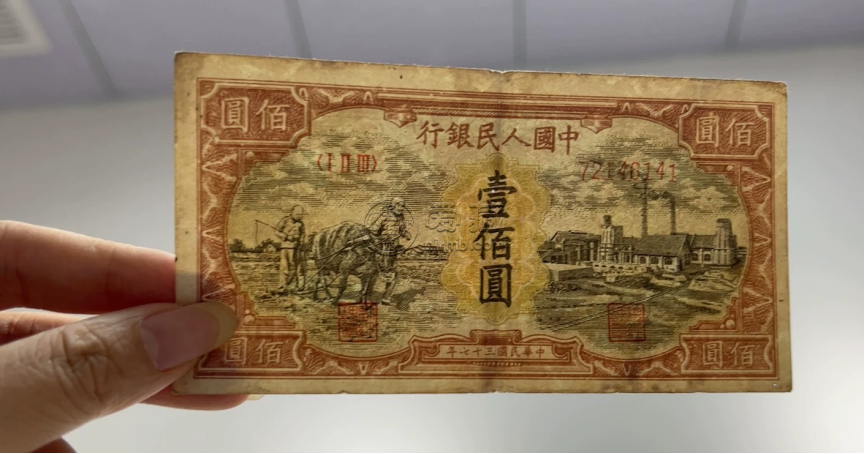 行銀民人國中
圓佰
圓佰
〈I II III〉
72146141
壹
佰
圓
圓佰
年七十三國民華中
圓佰